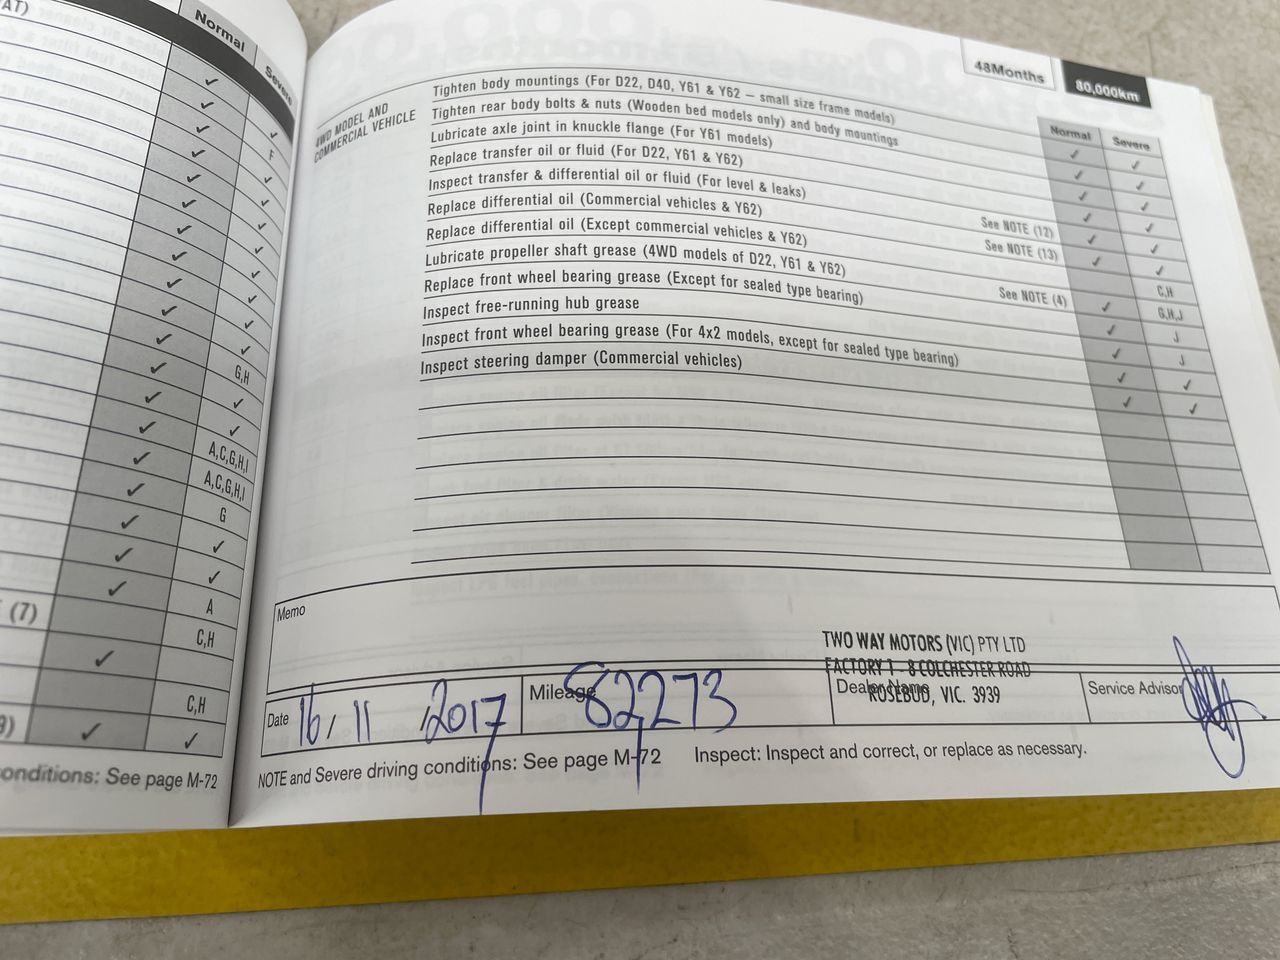 AT)
Normal
Severe
F
G,H
A,C,G,H,I
A,C,G,H,I
G
A
(7)
C,H
C,H
9)
onditions: See page M-72
48Months
80,000km
Normal
Severe
4WD MODEL AND
COMMERCIAL VEHICLE
Tighten body mountings (For D22, D40, Y61 & Y62 – small size frame models)
Tighten rear body bolts & nuts (Wooden bed models only) and body mountings
Lubricate axle joint in knuckle flange (For Y61 models)
Replace transfer oil or fluid (For D22, Y61 & Y62)
Inspect transfer & differential oil or fluid (For level & leaks)
Replace differential oil (Commercial vehicles & Y62) See NOTE (12)
Replace differential oil (Except commercial vehicles & Y62) See NOTE (13)
Lubricate propeller shaft grease (4WD models of D22, Y61 & Y62)
Replace front wheel bearing grease (Except for sealed type bearing) See NOTE (4)
Inspect free-running hub grease
Inspect front wheel bearing grease (For 4x2 models, except for sealed type bearing)
Inspect steering damper (Commercial vehicles)
C,H
G,H,J
J
J
Memo
TWO WAY MOTORS (VIC) PTY LTD
FACTORY 1 8 COLCHESTER ROAD
ROSEBUD, VIC. 3939
Date 16/11/2017
Mileage 82,273
Dealer Name
Service Advisor
NOTE and Severe driving conditions: See page M-72 Inspect: Inspect and correct, or replace as necessary.